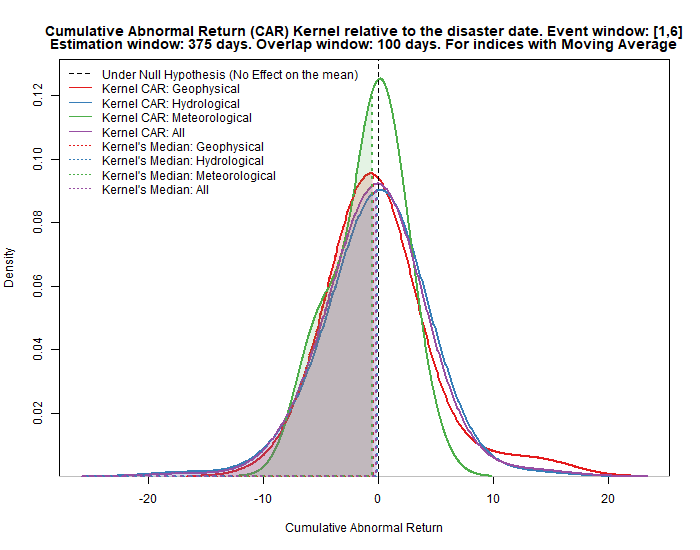 Cumulative Abnormal Return (CAR) Kernel relative to the disaster date. Event window: [1,6]
Estimation window: 375 days. Overlap window: 100 days. For indices with Moving Average
Under Null Hypothesis (No Effect on the mean)
Kernel CAR: Geophysical
Kernel CAR: Hydrological
Kernel CAR: Meteorological
Kernel CAR: All
Kernel's Median: Geophysical
Kernel's Median: Hydrological
Kernel's Median: Meteorological
Kernel's Median: All
0.12
0.10
0.08
0.06
0.04
0.02
Density
-20 -10 0 10 20
Cumulative Abnormal Return